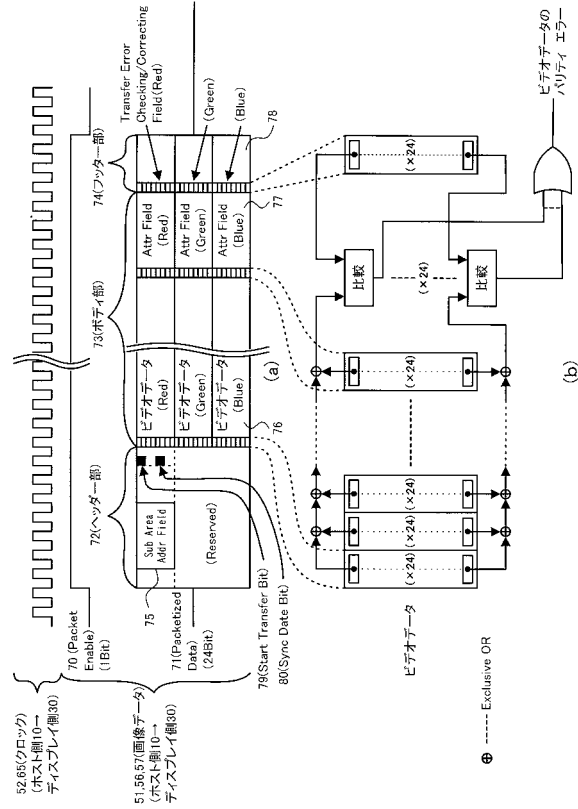 52,65(クロック)
(ホスト側10→
ディスプレイ側30)
70 (Packet
Enable)
(1Bit)
51,56,57(画像データ)
(ホスト側10→
ディスプレイ側30)
71(Packetized
Data)
(24Bit)
72(ヘッダー部)
73(ボディ部)
74(フッター部)
Sub Area
Addr Field
75
(Reserved)
ビデオデータ
(Red)
ビデオデータ
(Green)
ビデオデータ
(Blue)
76
Attr Field
(Red)
Attr Field
(Green)
Attr Field
(Blue)
77
Transfer Error
Checking/Correcting
Field(Red)
(Green)
(Blue)
78
79(Start Transfer Bit)
80(Sync Date Bit)
(a)
(×24)
(×24)
(×24)
(×24)
(×24)
ビデオデータ
比較
(×24)
比較
ビデオデータの
パリティ エラー
⊕ ----- Exclusive OR
(b)